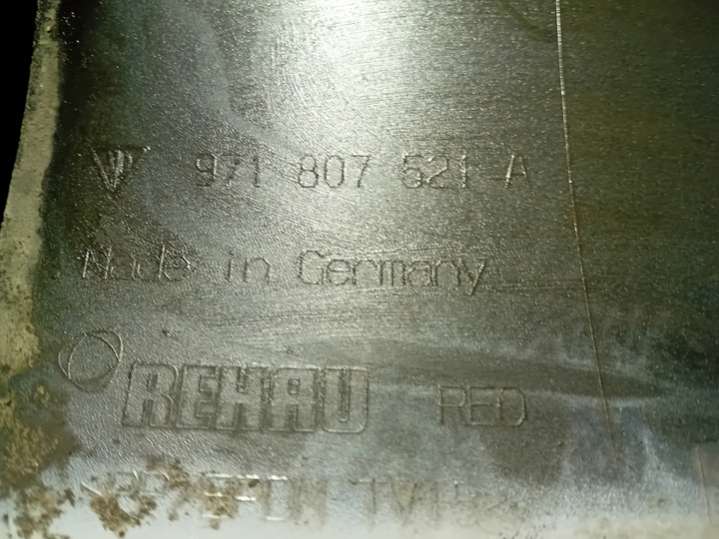 971 807 521 A
Made in Germany
REHAU RED